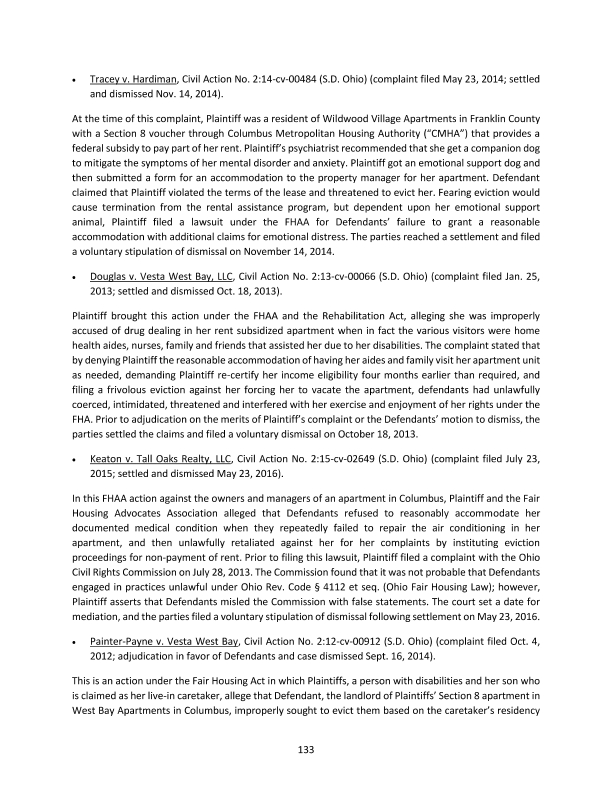 • Tracey v. Hardiman, Civil Action No. 2:14-cv-00484 (S.D. Ohio) (complaint filed May 23, 2014; settled
and dismissed Nov. 14, 2014).
At the time of this complaint, Plaintiff was a resident of Wildwood Village Apartments in Franklin County
with a Section 8 voucher through Columbus Metropolitan Housing Authority (“CMHA”) that provides a
federal subsidy to pay part of her rent. Plaintiff’s psychiatrist recommended that she get a companion dog
to mitigate the symptoms of her mental disorder and anxiety. Plaintiff got an emotional support dog and
then submitted a form for an accommodation to the property manager for her apartment. Defendant
claimed that Plaintiff violated the terms of the lease and threatened to evict her. Fearing eviction would
cause termination from the rental assistance program, but dependent upon her emotional support
animal, Plaintiff filed a lawsuit under the FHAA for Defendants’ failure to grant a reasonable
accommodation with additional claims for emotional distress. The parties reached a settlement and filed
a voluntary stipulation of dismissal on November 14, 2014.
• Douglas v. Vesta West Bay, LLC, Civil Action No. 2:13-cv-00066 (S.D. Ohio) (complaint filed Jan. 25,
2013; settled and dismissed Oct. 18, 2013).
Plaintiff brought this action under the FHAA and the Rehabilitation Act, alleging she was improperly
accused of drug dealing in her rent subsidized apartment when in fact the various visitors were home
health aides, nurses, family and friends that assisted her due to her disabilities. The complaint stated that
by denying Plaintiff the reasonable accommodation of having her aides and family visit her apartment unit
as needed, demanding Plaintiff re-certify her income eligibility four months earlier than required, and
filing a frivolous eviction against her forcing her to vacate the apartment, defendants had unlawfully
coerced, intimidated, threatened and interfered with her exercise and enjoyment of her rights under the
FHA. Prior to adjudication on the merits of Plaintiff’s complaint or the Defendants’ motion to dismiss, the
parties settled the claims and filed a voluntary dismissal on October 18, 2013.
• Keaton v. Tall Oaks Realty, LLC, Civil Action No. 2:15-cv-02649 (S.D. Ohio) (complaint filed July 23,
2015; settled and dismissed May 23, 2016).
In this FHAA action against the owners and managers of an apartment in Columbus, Plaintiff and the Fair
Housing Advocates Association alleged that Defendants refused to reasonably accommodate her
documented medical condition when they repeatedly failed to repair the air conditioning in her
apartment, and then unlawfully retaliated against her for her complaints by instituting eviction
proceedings for non-payment of rent. Prior to filing this lawsuit, Plaintiff filed a complaint with the Ohio
Civil Rights Commission on July 28, 2013. The Commission found that it was not probable that Defendants
engaged in practices unlawful under Ohio Rev. Code § 4112 et seq. (Ohio Fair Housing Law); however,
Plaintiff asserts that Defendants misled the Commission with false statements. The court set a date for
mediation, and the parties filed a voluntary stipulation of dismissal following settlement on May 23, 2016.
• Painter-Payne v. Vesta West Bay, Civil Action No. 2:12-cv-00912 (S.D. Ohio) (complaint filed Oct. 4,
2012; adjudication in favor of Defendants and case dismissed Sept. 16, 2014).
This is an action under the Fair Housing Act in which Plaintiffs, a person with disabilities and her son who
is claimed as her live-in caretaker, allege that Defendant, the landlord of Plaintiffs’ Section 8 apartment in
West Bay Apartments in Columbus, improperly sought to evict them based on the caretaker’s residency
133